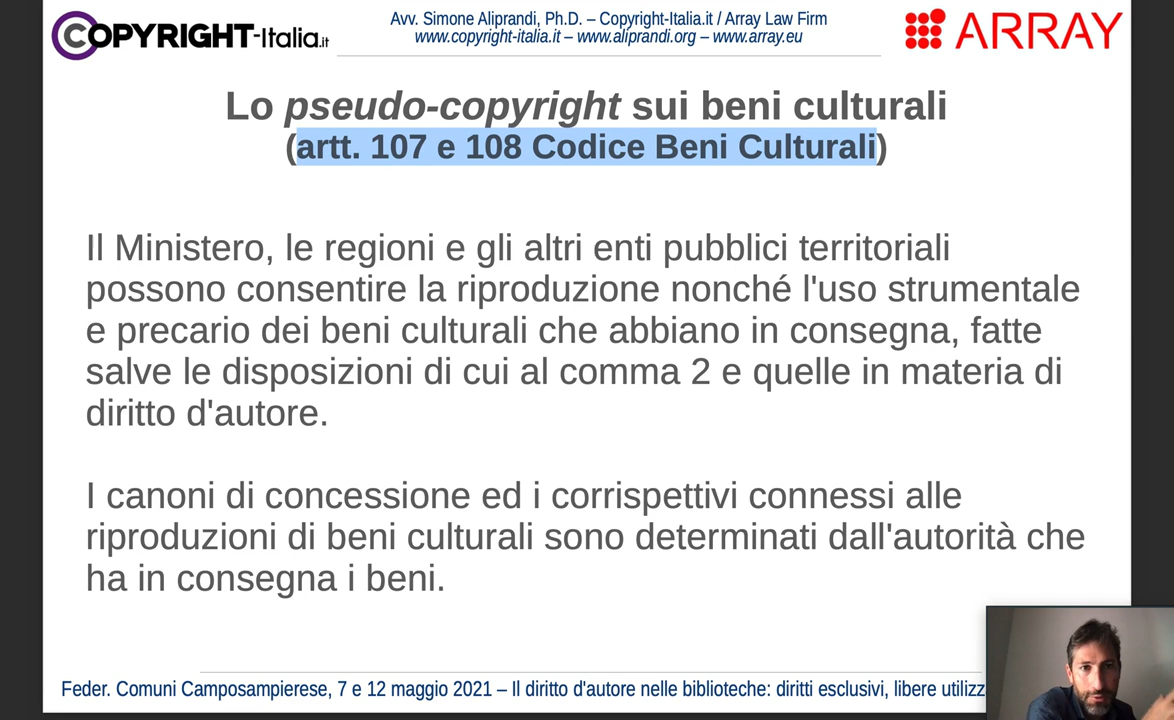 COPYRIGHT-Italia.it
Avv. Simone Aliprandi, Ph.D. – Copyright-Italia.it / Array Law Firm
www.copyright-italia.it – www.aliprandi.org – www.array.eu
ARRAY
Lo pseudo-copyright sui beni culturali
(artt. 107 e 108 Codice Beni Culturali)
Il Ministero, le regioni e gli altri enti pubblici territoriali
possono consentire la riproduzione nonché l'uso strumentale
e precario dei beni culturali che abbiano in consegna, fatte
salve le disposizioni di cui al comma 2 e quelle in materia di
diritto d'autore.
I canoni di concessione ed i corrispettivi connessi alle
riproduzioni di beni culturali sono determinati dall'autorità che
ha in consegna i beni.
Feder. Comuni Camposampierese, 7 e 12 maggio 2021 – Il diritto d'autore nelle biblioteche: diritti esclusivi, libere utilizz